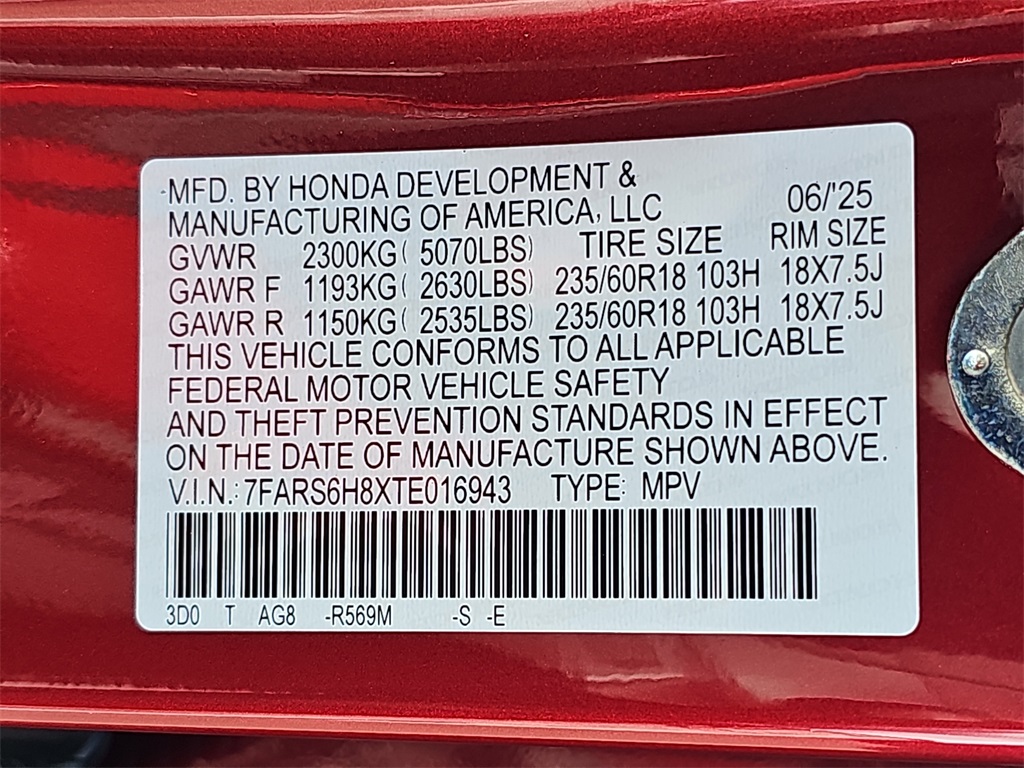 MFD. BY HONDA DEVELOPMENT &
MANUFACTURING OF AMERICA, LLC 06/'25
GVWR 2300KG( 5070LBS) TIRE SIZE RIM SIZE
GAWR F 1193KG( 2630LBS) 235/60R18 103H 18X7.5J
GAWR R 1150KG( 2535LBS) 235/60R18 103H 18X7.5J
THIS VEHICLE CONFORMS TO ALL APPLICABLE
FEDERAL MOTOR VEHICLE SAFETY
AND THEFT PREVENTION STANDARDS IN EFFECT
ON THE DATE OF MANUFACTURE SHOWN ABOVE.
V.I.N.: 7FARS6H8XTE016943 TYPE: MPV
3D0 T AG8 -R569M -S -E